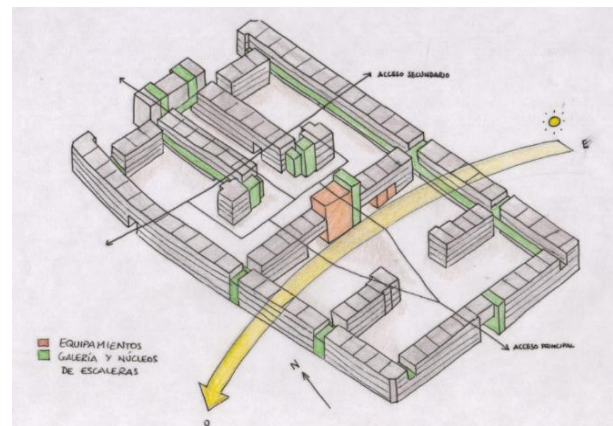 ACCESO SECUNDARIO
E
EQUIPAMIENTOS
GALERÍA Y NÚCLEOS
DE ESCALERAS
N
ACCESO PRINCIPAL
O